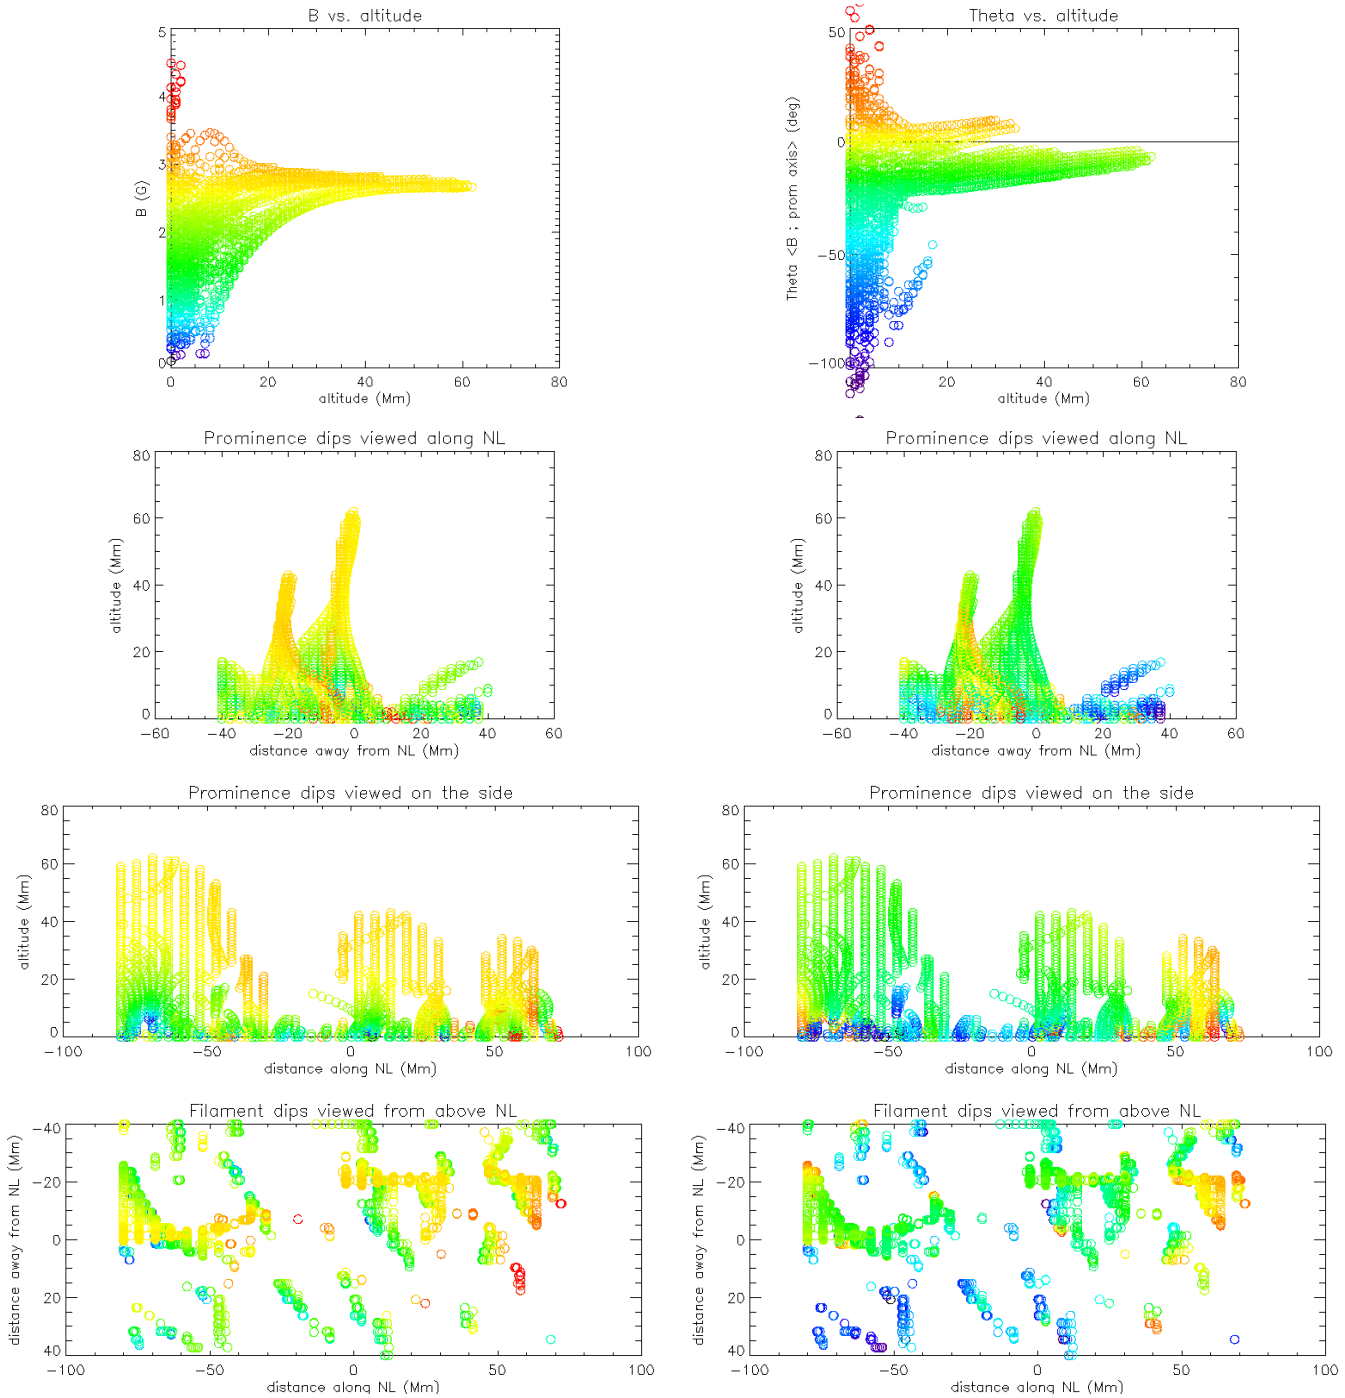 B vs. altitude
5
4
3
2
1
0
B (G)
0 20 40 60 80
altitude (Mm)
Theta vs. altitude
50
0
−50
−100
Theta <B ; prom axis> (deg)
0 20 40 60 80
altitude (Mm)
Prominence dips viewed along NL
80
60
40
20
0
altitude (Mm)
−60 −40 −20 0 20 40 60
distance away from NL (Mm)
Prominence dips viewed along NL
80
60
40
20
0
altitude (Mm)
−60 −40 −20 0 20 40 60
distance away from NL (Mm)
Prominence dips viewed on the side
80
60
40
20
0
altitude (Mm)
−100 −50 0 50 100
distance along NL (Mm)
Prominence dips viewed on the side
80
60
40
20
0
altitude (Mm)
−100 −50 0 50 100
distance along NL (Mm)
Filament dips viewed from above NL
−40
−20
0
20
40
distance away from NL (Mm)
−100 −50 0 50 100
distance along NL (Mm)
Filament dips viewed from above NL
−40
−20
0
20
40
distance away from NL (Mm)
−100 −50 0 50 100
distance along NL (Mm)